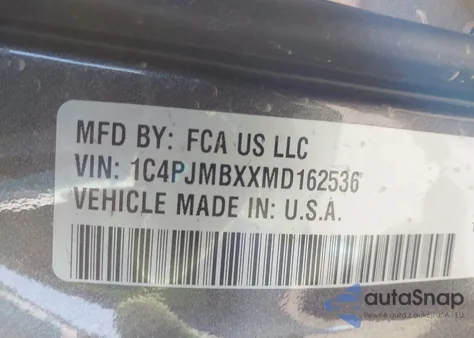 MFD BY: FCA US LLC
VIN: 1C4PJMBXXMD162536
VEHICLE MADE IN: U.S.A.
autoSnap